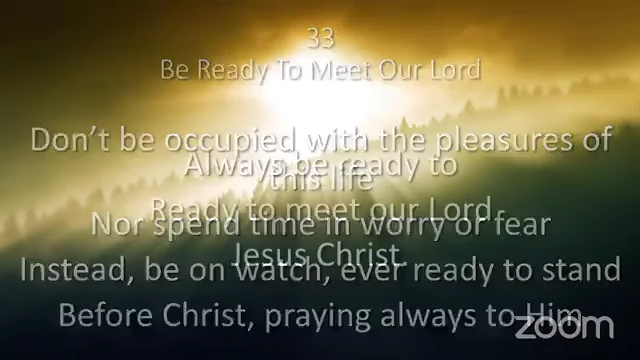 33
Be Ready To Meet Our Lord
Don't be occupied with the pleasures of
Always be ready to
this life
Ready to meet our Lord
Nor spend time in worry or fear
Jesus Christ.
Instead, be on watch, ever ready to stand
Before Christ, praying always to Him
zoom